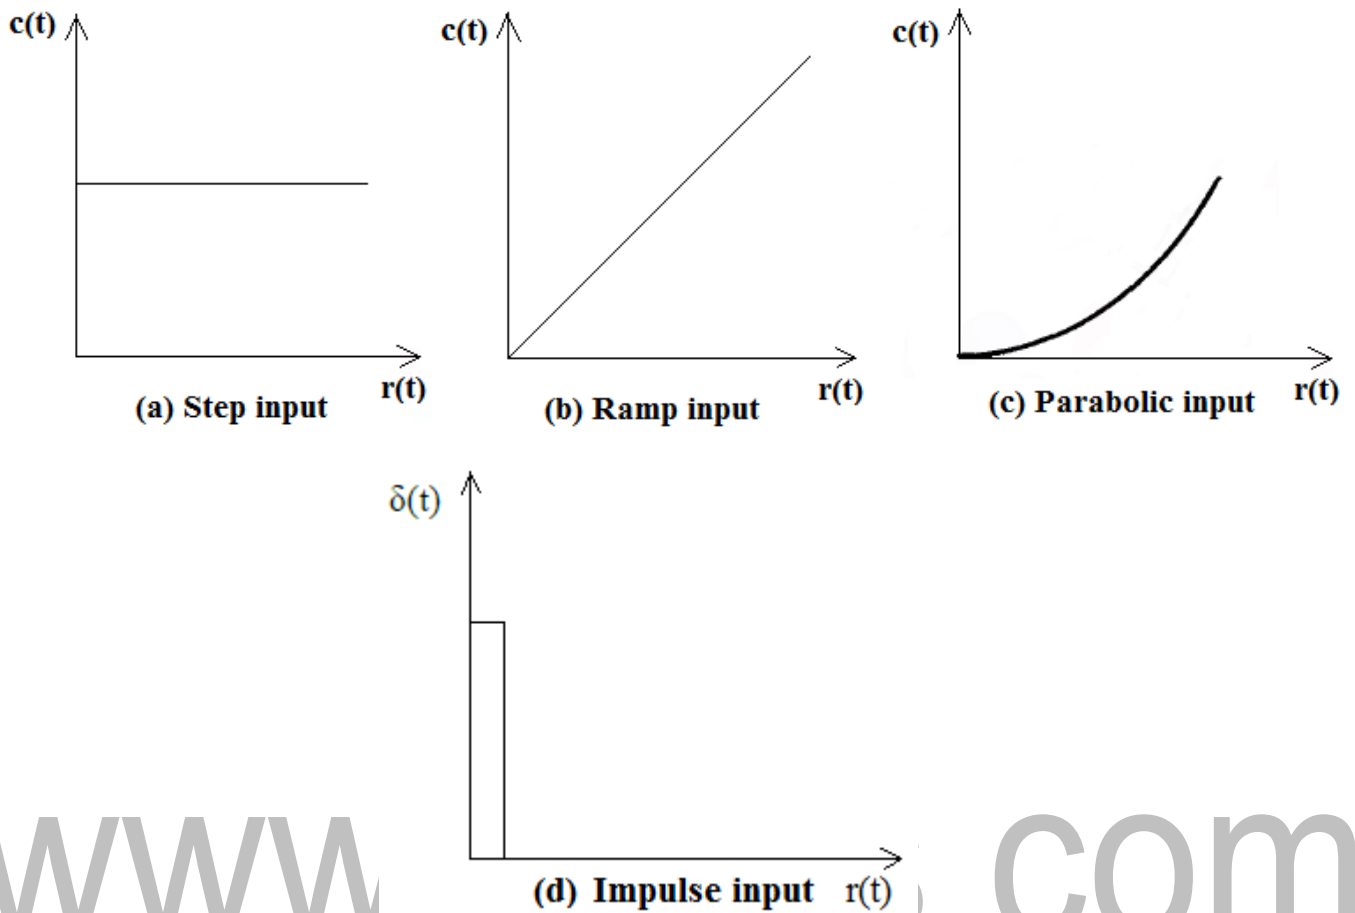 c(t)
r(t)
(a) Step input
c(t)
r(t)
(b) Ramp input
c(t)
r(t)
(c) Parabolic input
δ(t)
(d) Impulse input r(t)
www
com